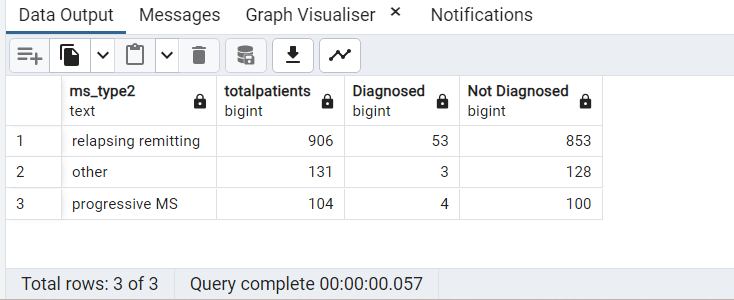 Data Output Messages Graph Visualiser × Notifications
ms_type2 totalpatients Diagnosed Not Diagnosed
text bigint bigint bigint
1 relapsing remitting 906 53 853
2 other 131 3 128
3 progressive MS 104 4 100
Total rows: 3 of 3 Query complete 00:00:00.057